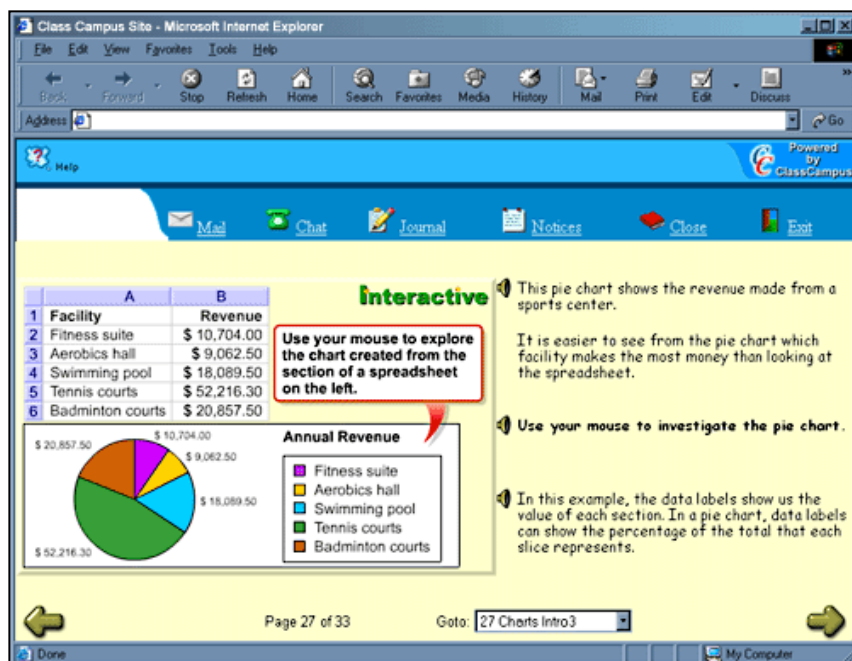 Class Campus Site - Microsoft Internet Explorer
File Edit View Favorites Tools Help
Back Forward Stop Refresh Home Search Favorites Media History Mail Print Edit Discuss
Address Go
Help
Powered
by
ClassCampus
Mail Chat Journal Notices Close Exit
A B
1 Facility Revenue
2 Fitness suite $ 10,704.00
3 Aerobics hall $ 9,062.50
4 Swimming pool $ 18,089.50
5 Tennis courts $ 52,216.30
6 Badminton courts $ 20,857.50
Interactive
Use your mouse to explore
the chart created from the
section of a spreadsheet
on the left.
$ 20,857.50
$ 10,704.00
$ 9,062.50
$ 18,089.50
$ 52,216.30
Annual Revenue
Fitness suite
Aerobics hall
Swimming pool
Tennis courts
Badminton courts
This pie chart shows the revenue made from a
sports center.
It is easier to see from the pie chart which
facility makes the most money than looking at
the spreadsheet.
Use your mouse to investigate the pie chart.
In this example, the data labels show us the
value of each section. In a pie chart, data labels
can show the percentage of the total that each
slice represents.
Page 27 of 33 Goto: 27 Charts Intro3
Done My Computer